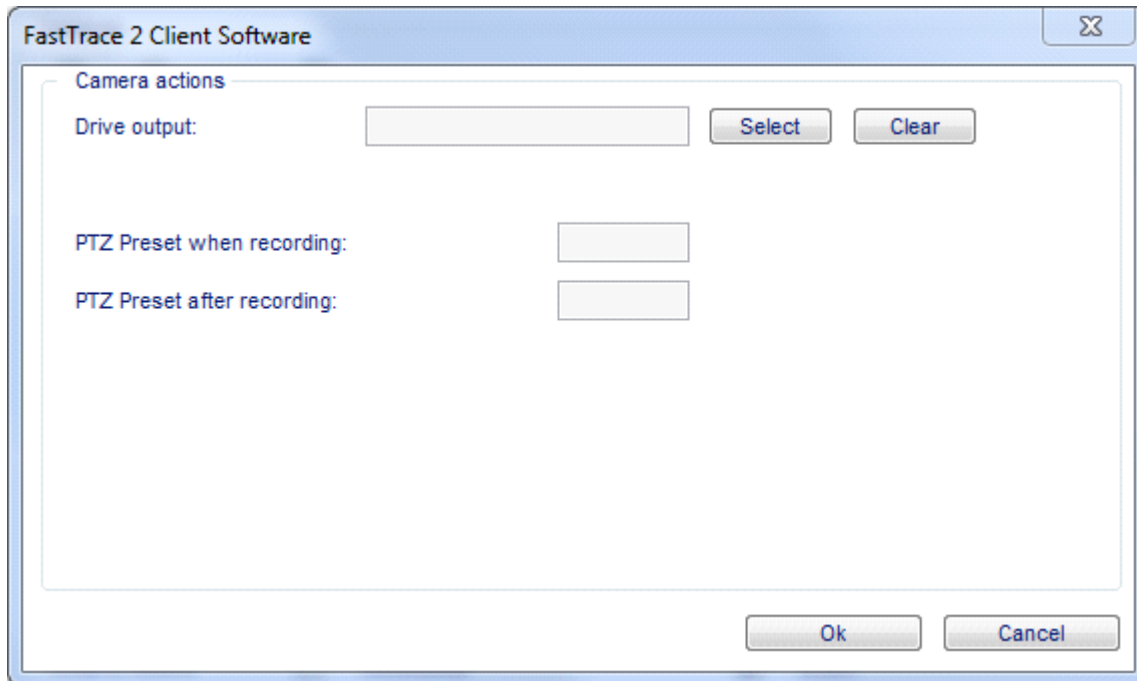 FastTrace 2 Client Software
Camera actions
Drive output: Select Clear
PTZ Preset when recording:
PTZ Preset after recording:
Ok Cancel